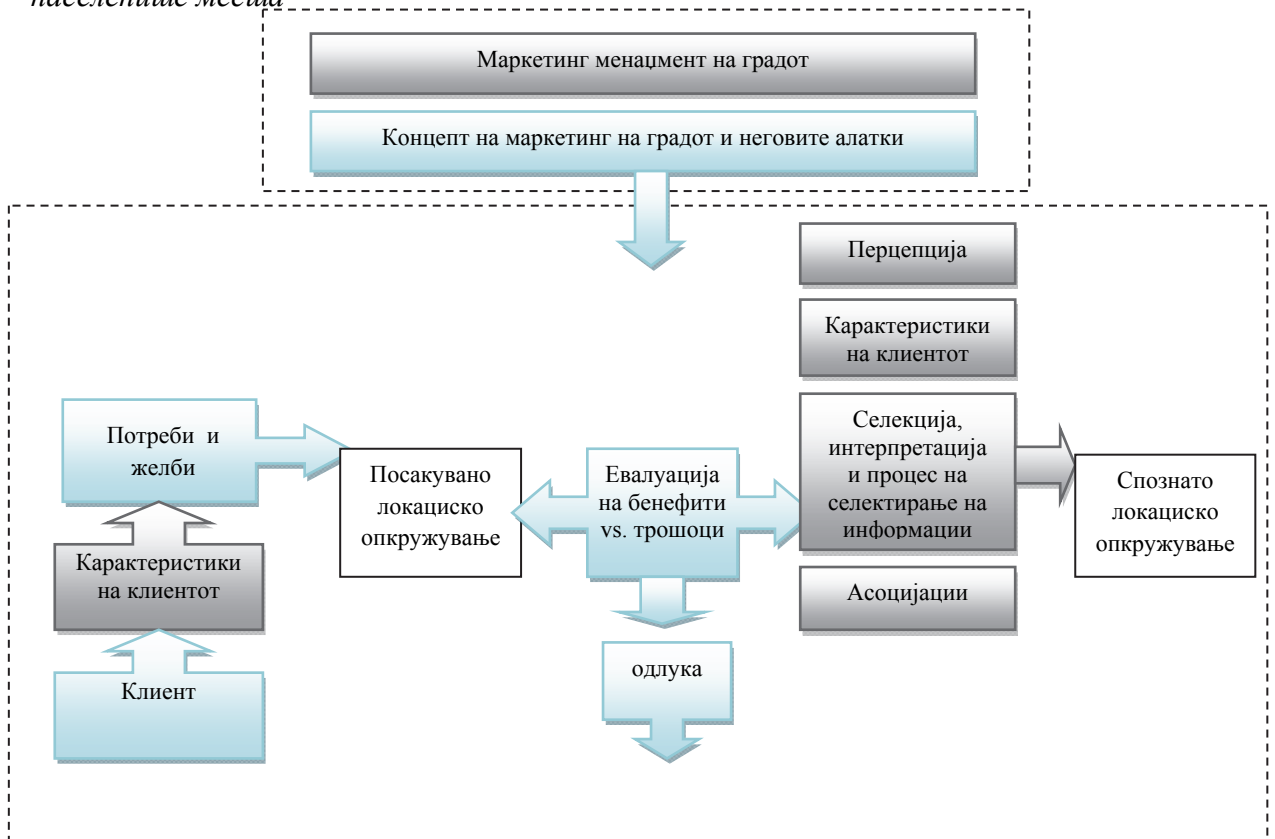 населените места
Маркетинг менаџмент на градот
Концепт на маркетинг на градот и неговите алатки
Перцепција
Карактеристики
на клиентот
Селекција,
интерпретација
и процес на
селектирање на
информации
Асоцијации
Спознато
локациско
опкружување
Евалуација
на бенефити
vs. трошоци
одлука
Посакувано
локациско
опкружување
Потреби и
желби
Карактеристики
на клиентот
Клиент